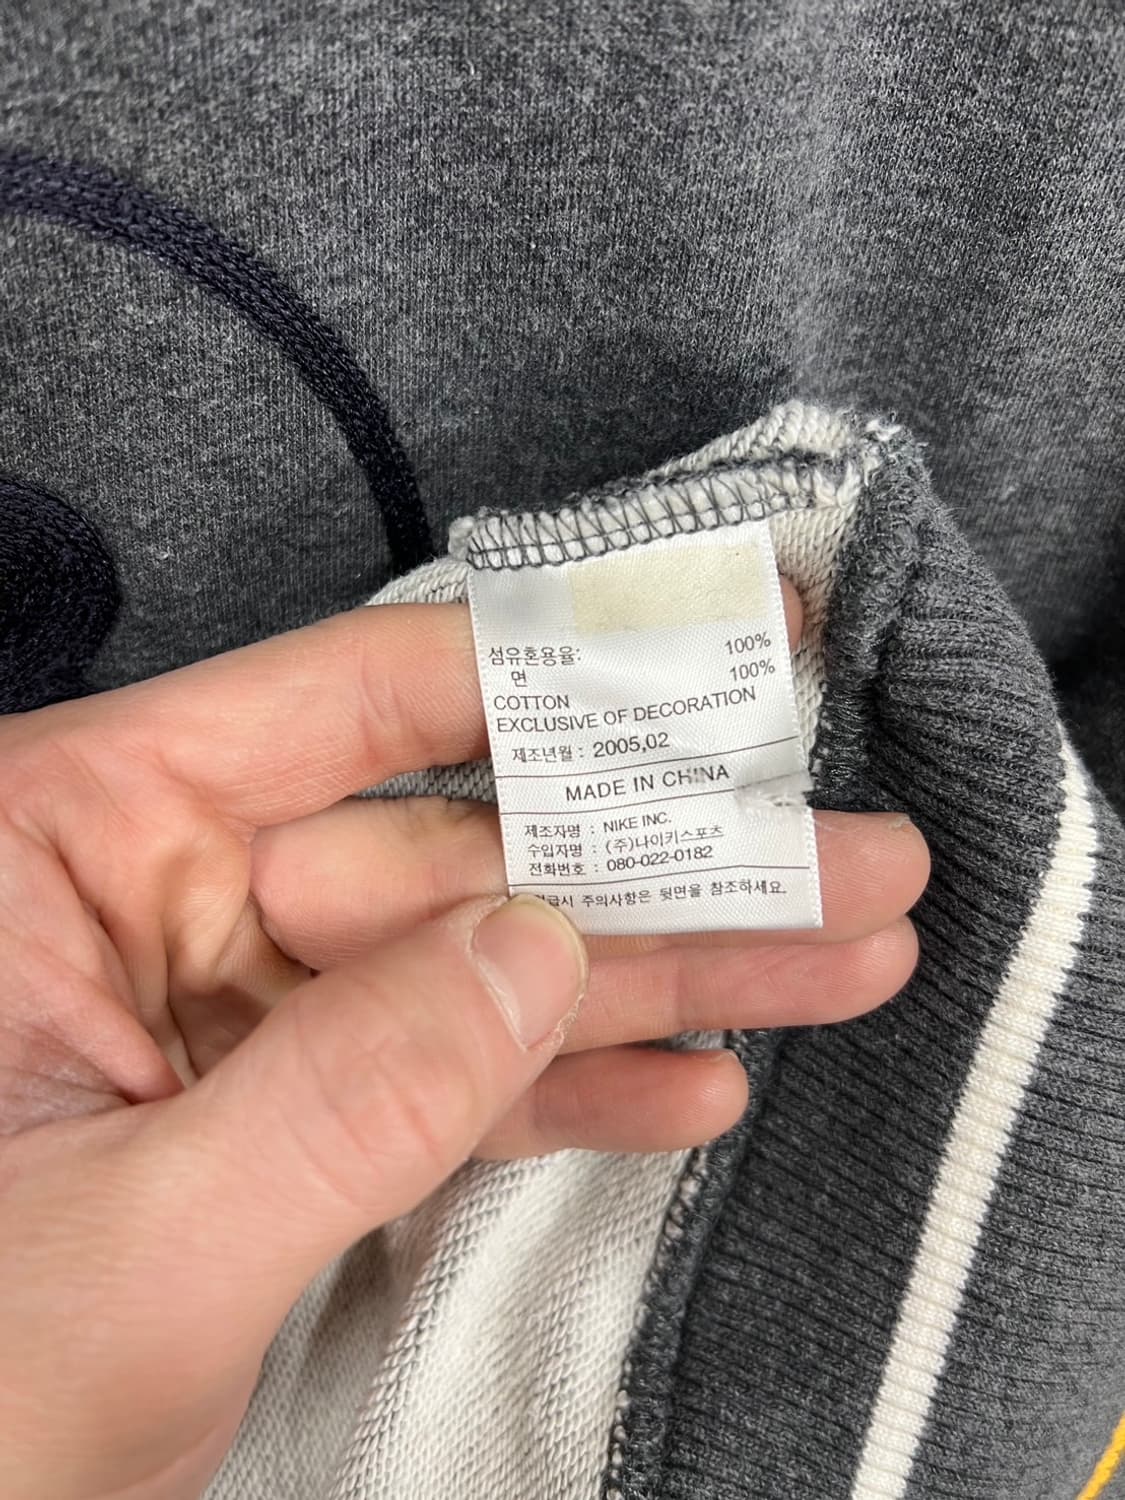 섬유혼용율: 100%
면 100%
COTTON
EXCLUSIVE OF DECORATION
제조년월 : 2005,02
MADE IN CHINA
제조자명 : NIKE INC.
수입자명 : (주)나이키스포츠
전화번호 : 080-022-0182
주의사항은 뒷면을 참조하세요.